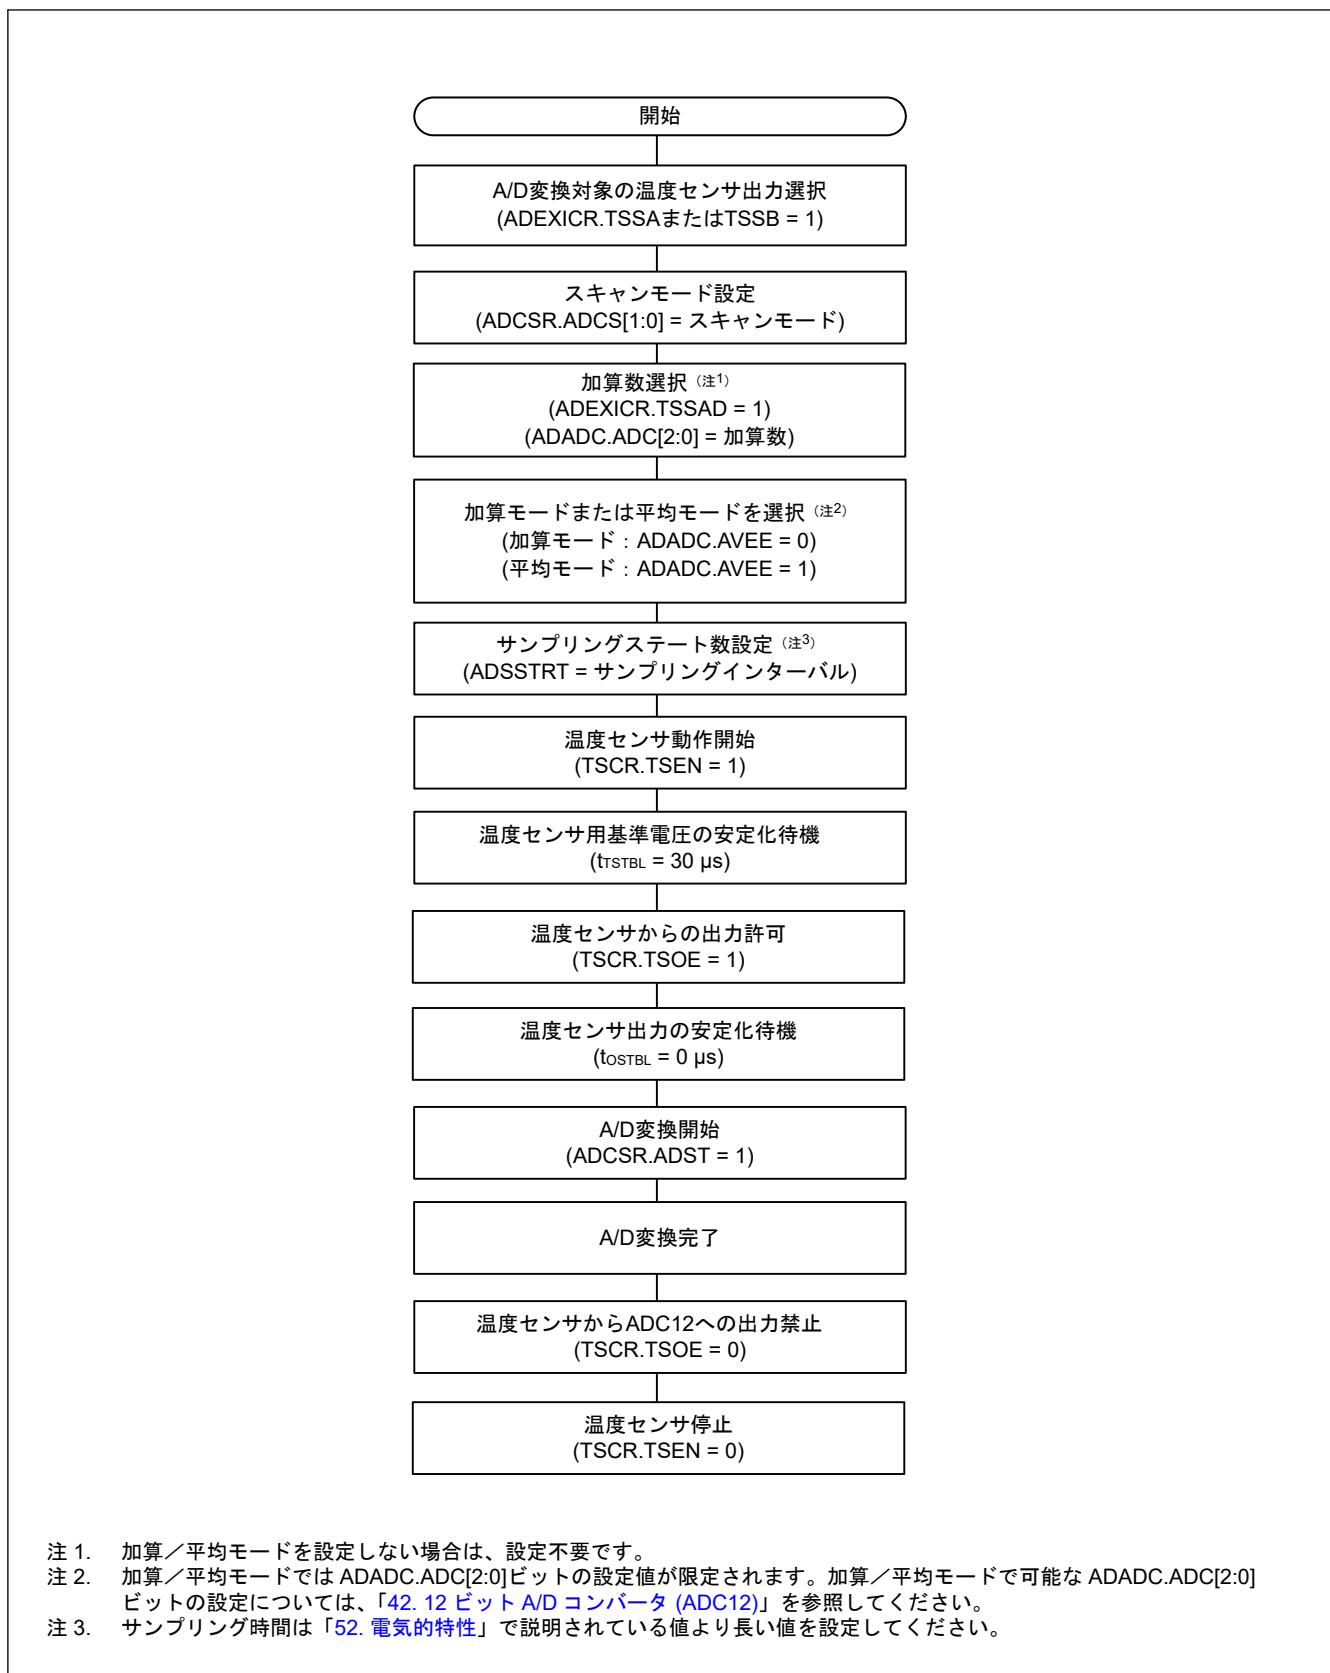 開始
A/D変換対象の温度センサ出力選択
(ADEXICR.TSSAまたはTSSB = 1)
スキャンモード設定
(ADCSR.ADCS[1:0] = スキャンモード)
加算数選択（注1）
(ADEXICR.TSSAD = 1)
(ADADC.ADC[2:0] = 加算数)
加算モードまたは平均モードを選択（注2）
(加算モード：ADADC.AVEE = 0)
(平均モード：ADADC.AVEE = 1)
サンプリングステート数設定（注3）
(ADSSTRT = サンプリングインターバル)
温度センサ動作開始
(TSCR.TSEN = 1)
温度センサ用基準電圧の安定化待機
(tTSTBL = 30 μs)
温度センサからの出力許可
(TSCR.TSOE = 1)
温度センサ出力の安定化待機
(tOSTBL = 0 μs)
A/D変換開始
(ADCSR.ADST = 1)
A/D変換完了
温度センサからADC12への出力禁止
(TSCR.TSOE = 0)
温度センサ停止
(TSCR.TSEN = 0)
注 1. 加算／平均モードを設定しない場合は、設定不要です。
注 2. 加算／平均モードでは ADADC.ADC[2:0]ビットの設定値が限定されます。加算／平均モードで可能な ADADC.ADC[2:0]
ビットの設定については、「42. 12 ビット A/D コンバータ (ADC12)」を参照してください。
注 3. サンプリング時間は「52. 電気的特性」で説明されている値より長い値を設定してください。